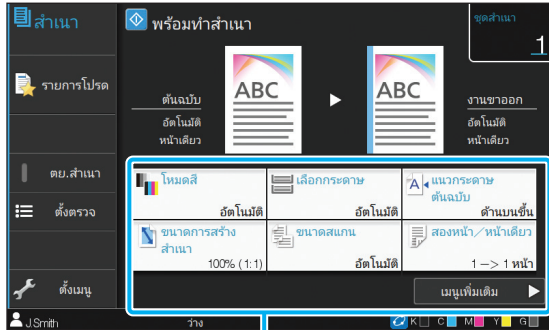 สำเนา
พร้อมทำสำเนา
ชุดสำเนา
1
รายการโปรด
ต้นฉบับ
อัตโนมัติ
หน้าเดียว
ABC
ABC
งานขาออก
อัตโนมัติ
หน้าเดียว
ตย.สำเนา
ตั้งตรวจ
ตั้งเมนู
โหมดสี
อัตโนมัติ
เลือกกระดาษ
อัตโนมัติ
A
แนวกระดาษ
ต้นฉบับ
ด้านบนขึ้น
ขนาดการสร้าง
สำเนา
100% (1:1)
ขนาดสแกน
อัตโนมัติ
สองหน้า/หน้าเดียว
1 —> 1 หน้า
เมนูเพิ่มเติม
J.Smith
ว่าง
K C M Y G